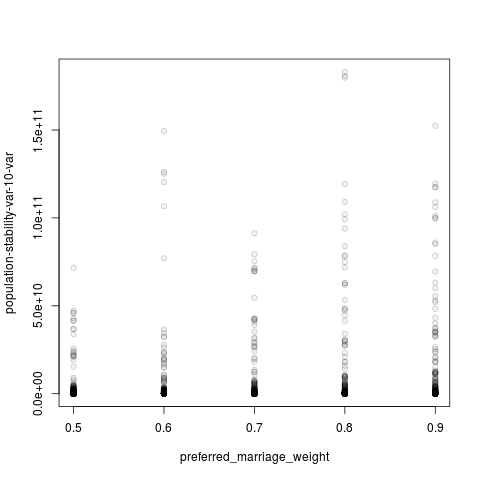 population-stability-var-10-var
1.5e+11
1.0e+11
5.0e+10
0.0e+00
0.5 0.6 0.7 0.8 0.9
preferred_marriage_weight